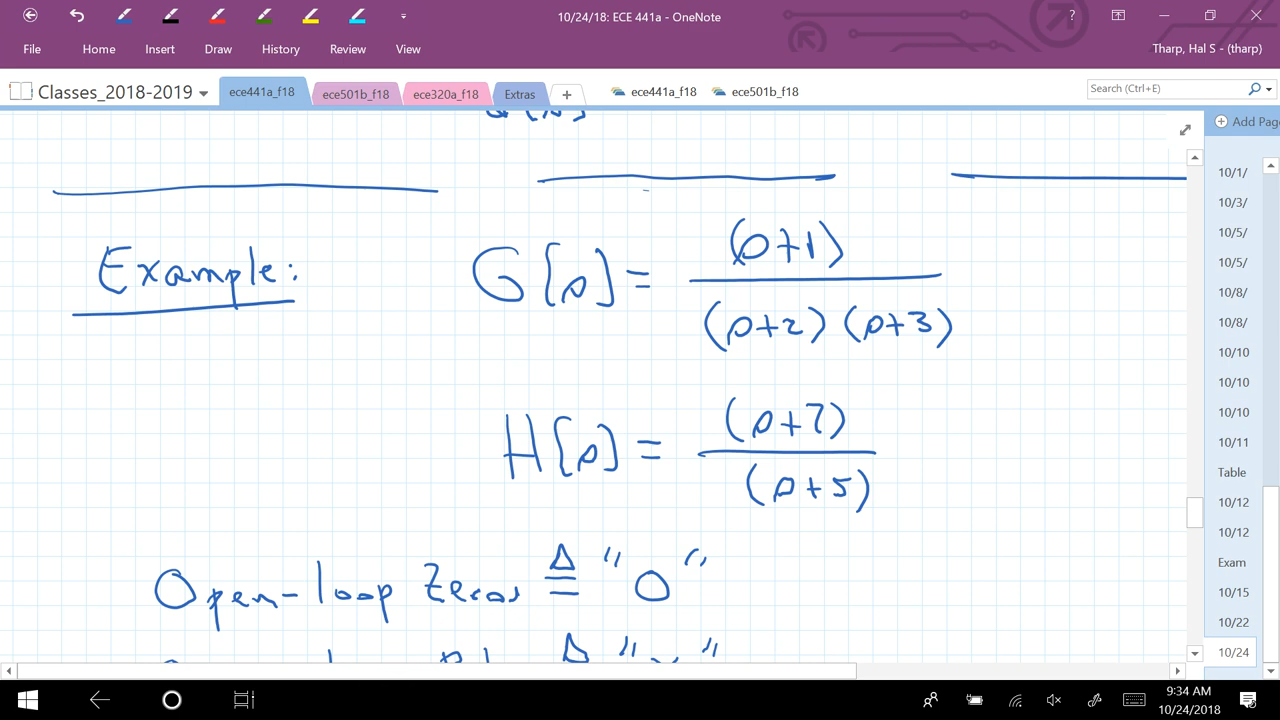 10/24/18: ECE 441a - OneNote
File Home Insert Draw History Review View
Tharp, Hal S - (tharp)
Classes_2018-2019 ece441a_f18 ece501b_f18 ece320a_f18 Extras ece441a_f18 ece501b_f18
Search (Ctrl+E)
Add Pag
10/1/
10/3/
10/5/
10/5/
10/8/
10/8/
10/10
10/10
10/10
10/11
Table
10/12
10/12
Exam
10/15
10/22
10/24
Example: G[s] = (s+1)
(s+2) (s+3)
H[s] = (s+7)
(s+5)
Open-loop Zeros ≜ "O"
9:34 AM
10/24/2018